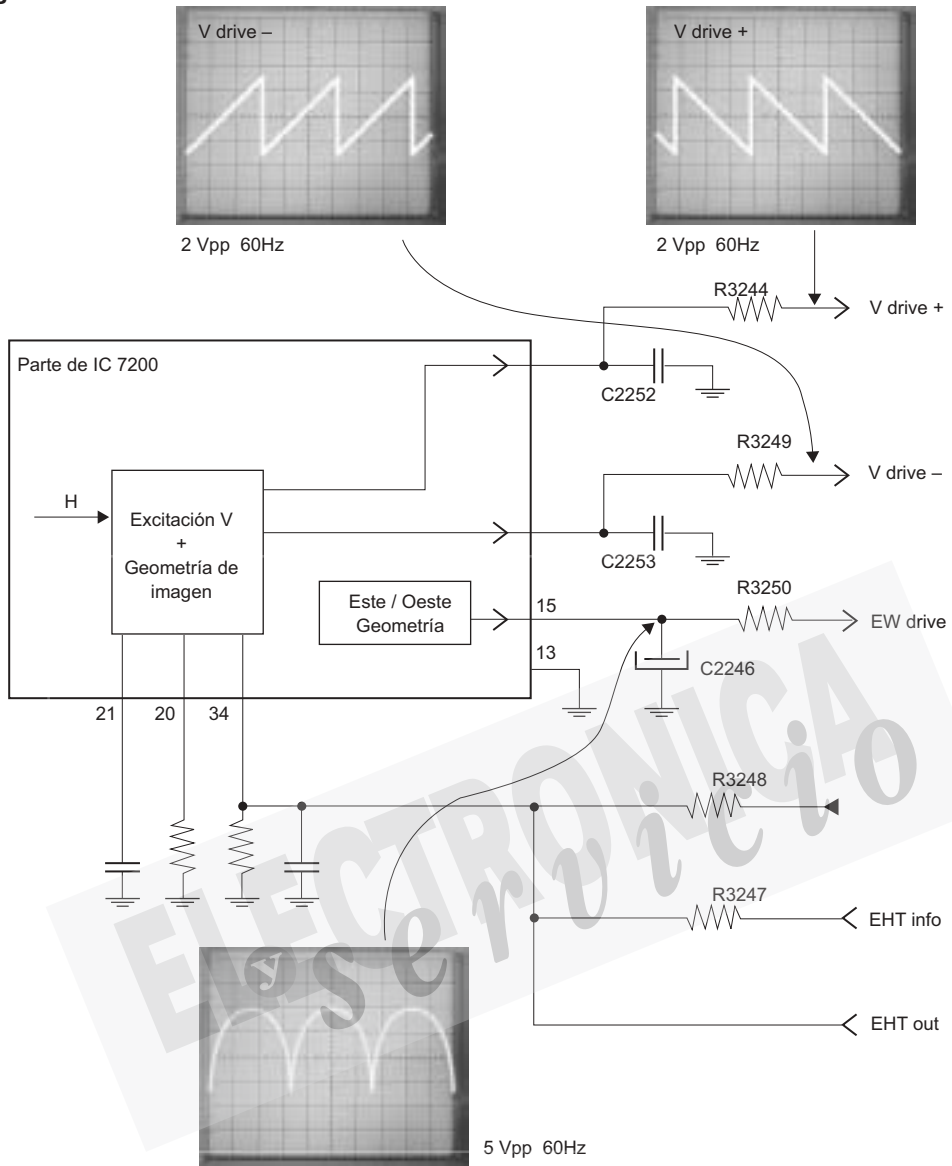 V drive –
V drive +
2 Vpp 60Hz
2 Vpp 60Hz
R3244
V drive +
Parte de IC 7200
C2252
R3249
V drive –
H
Excitación V
+
Geometría de
imagen
C2253
R3250
Este / Oeste
Geometría
15
EW drive
13
C2246
21
20
34
R3248
R3247
EHT info
EHT out
ELECTRONICA
y servicio
5 Vpp 60Hz